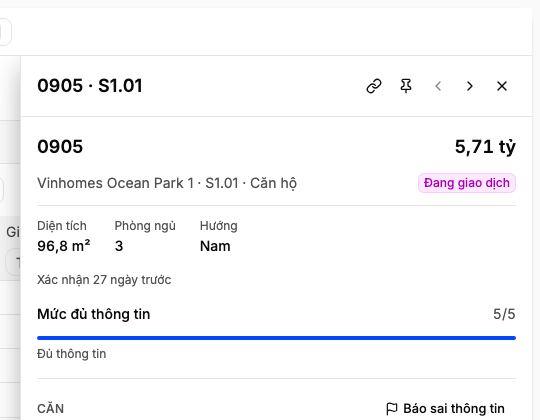 0905 · S1.01
0905
5,71 tỷ
Vinhomes Ocean Park 1 · S1.01 · Căn hộ
Đang giao dịch
Diện tích
Phòng ngủ
Hướng
96,8 m²
3
Nam
Xác nhận 27 ngày trước
Mức đủ thông tin
5/5
Đủ thông tin
CĂN
Báo sai thông tin